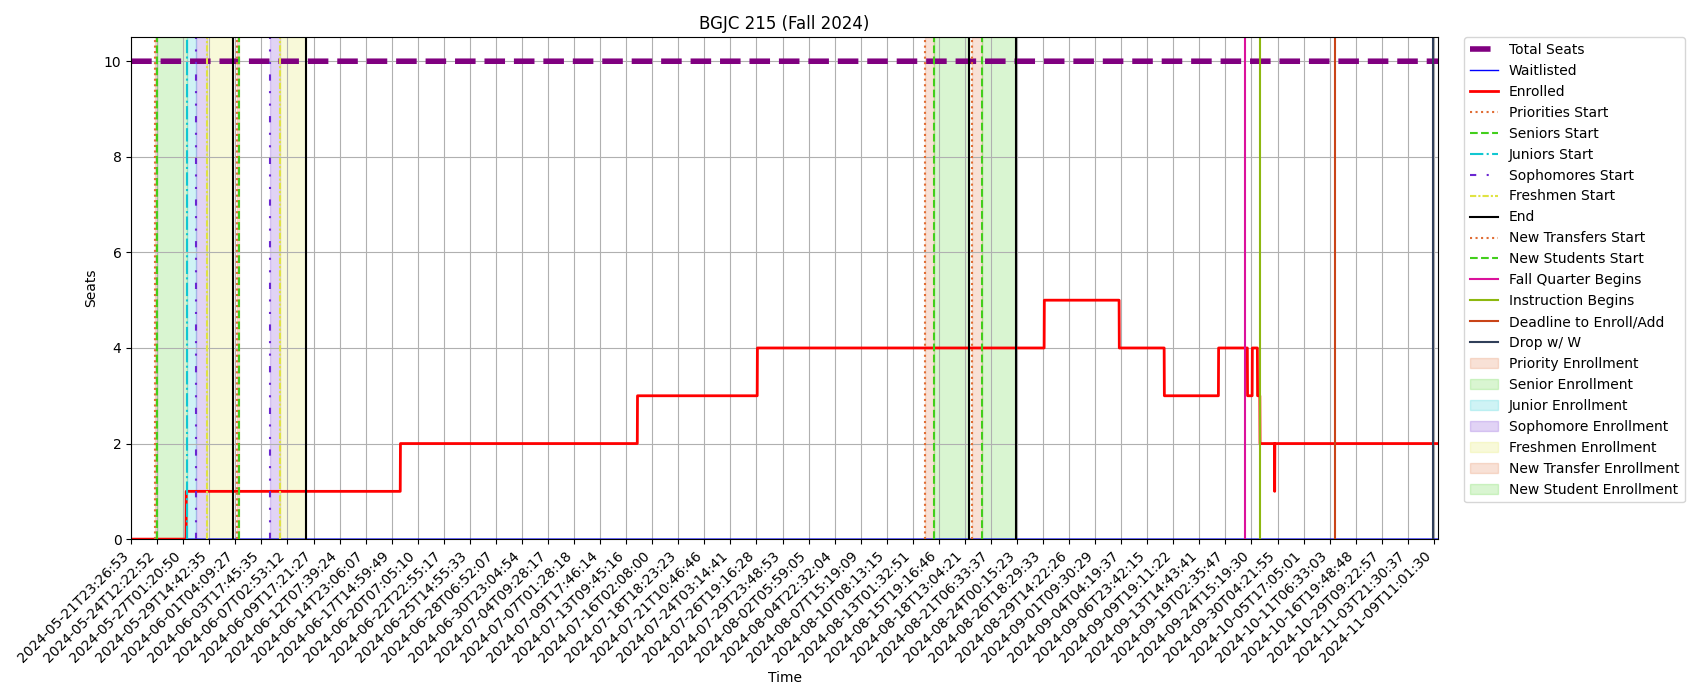 BGJC 215 (Fall 2024)
10
8
6
4
2
0
Seats
2024-05-21T23:26:53
2024-05-24T12:22:52
2024-05-27T01:20:50
2024-05-29T14:42:35
2024-06-01T04:09:27
2024-06-03T17:45:35
2024-06-07T02:53:12
2024-06-09T17:21:27
2024-06-12T07:39:24
2024-06-14T23:06:07
2024-06-17T14:59:49
2024-06-20T07:05:10
2024-06-22T22:55:17
2024-06-25T14:55:33
2024-06-28T06:52:07
2024-06-30T23:04:54
2024-07-04T09:28:17
2024-07-07T01:28:18
2024-07-09T17:46:14
2024-07-13T09:45:16
2024-07-16T02:08:00
2024-07-18T18:23:23
2024-07-21T10:46:46
2024-07-24T03:14:41
2024-07-26T19:16:28
2024-07-29T23:48:53
2024-08-02T05:59:05
2024-08-04T22:32:04
2024-08-07T15:19:09
2024-08-10T08:13:15
2024-08-13T01:32:51
2024-08-15T19:16:46
2024-08-18T13:04:21
2024-08-21T06:33:37
2024-08-24T00:15:23
2024-08-26T18:29:33
2024-08-29T14:22:26
2024-09-01T09:30:29
2024-09-04T04:19:37
2024-09-06T23:42:15
2024-09-09T19:11:22
2024-09-13T14:43:41
2024-09-19T02:35:47
2024-09-24T15:19:30
2024-09-30T04:21:55
2024-10-05T17:05:01
2024-10-11T06:33:03
2024-10-16T19:48:48
2024-10-29T09:22:57
2024-11-03T21:30:37
2024-11-09T11:01:30
Time
Total Seats
Waitlisted
Enrolled
Priorities Start
Seniors Start
Juniors Start
Sophomores Start
Freshmen Start
End
New Transfers Start
New Students Start
Fall Quarter Begins
Instruction Begins
Deadline to Enroll/Add
Drop w/ W
Priority Enrollment
Senior Enrollment
Junior Enrollment
Sophomore Enrollment
Freshmen Enrollment
New Transfer Enrollment
New Student Enrollment